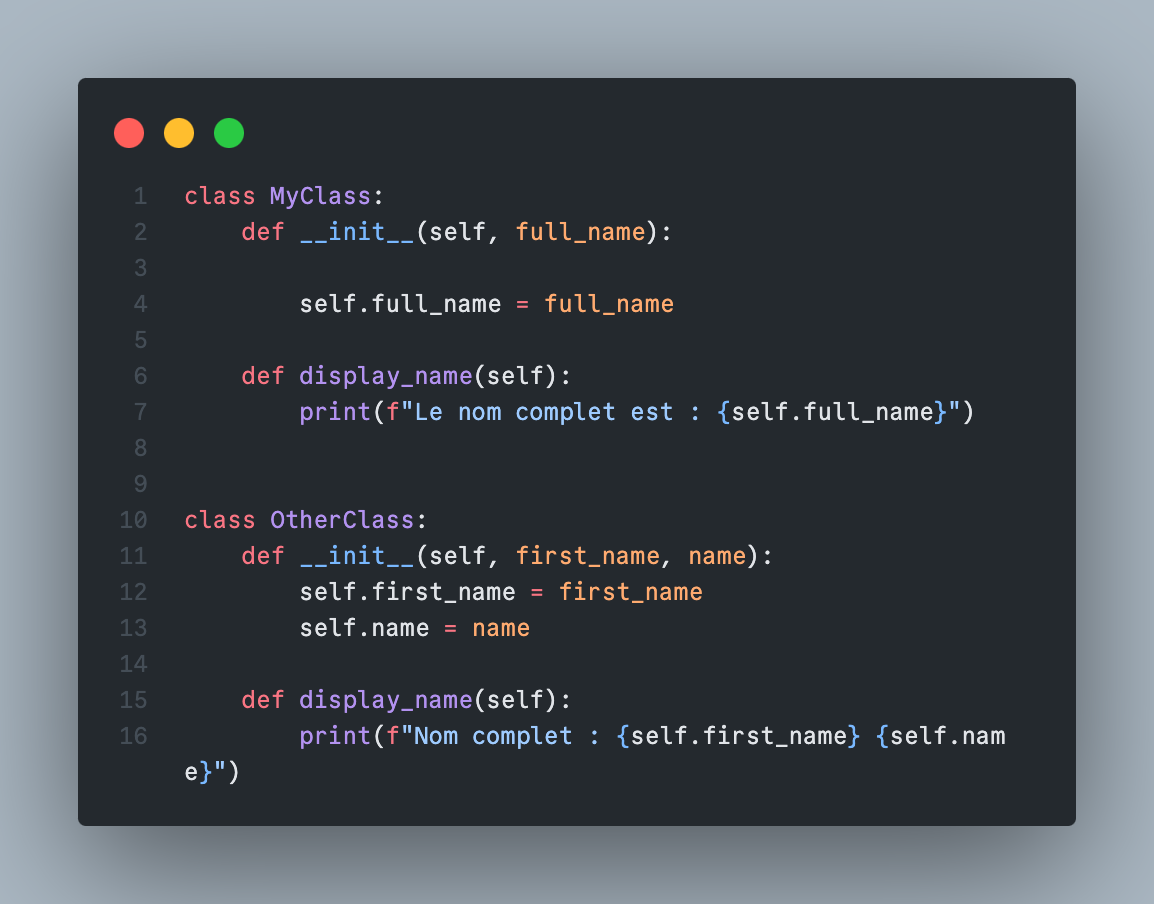 1 class MyClass:
2     def __init__(self, full_name):
3
4         self.full_name = full_name
5
6     def display_name(self):
7         print(f"Le nom complet est : {self.full_name}")
8
9
10 class OtherClass:
11     def __init__(self, first_name, name):
12         self.first_name = first_name
13         self.name = name
14
15     def display_name(self):
16         print(f"Nom complet : {self.first_name} {self.nam
e}")